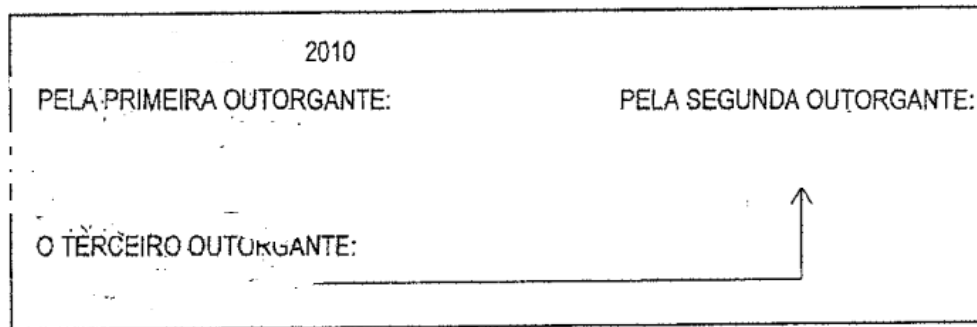 2010
PELA PRIMEIRA OUTORGANTE:
PELA SEGUNDA OUTORGANTE:
O TERCEIRO OUTORGANTE: